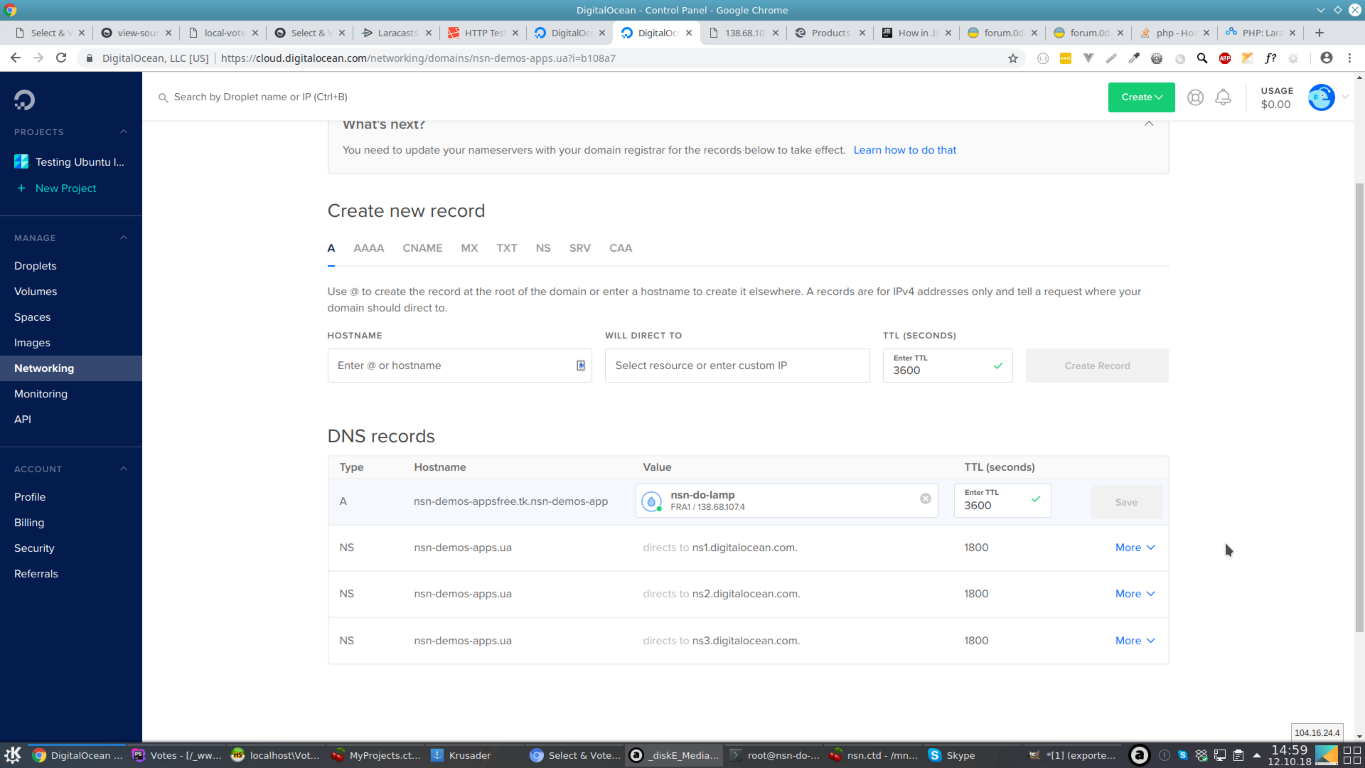 DigitalOcean - Control Panel - Google Chrome
Select & V
view-sour
local-vote
Select & V
Laracasts
HTTP Test
DigitalOc
DigitalOc
138.68.10
Products
How in .b
forum.0d
forum.0d
php - Ho
PHP: Lar
DigitalOcean, LLC [US] | https://cloud.digitalocean.com/networking/domains/nsn-demos-apps.ua?i=b108a7
Search by Droplet name or IP (Ctrl+B)
Create
USAGE
$0.00
PROJECTS
Testing Ubuntu l...
+ New Project
MANAGE
Droplets
Volumes
Spaces
Images
Networking
Monitoring
API
ACCOUNT
Profile
Billing
Security
Referrals
What's next?
You need to update your nameservers with your domain registrar for the records below to take effect. Learn how to do that
Create new record
A AAAA CNAME MX TXT NS SRV CAA
Use @ to create the record at the root of the domain or enter a hostname to create it elsewhere. A records are for IPv4 addresses only and tell a request where your
domain should direct to.
HOSTNAME WILL DIRECT TO TTL (SECONDS)
Enter @ or hostname
Select resource or enter custom IP
Enter TTL
3600
Create Record
DNS records
Type Hostname Value TTL (seconds)
A nsn-demos-appsfree.tk.nsn-demos-app
nsn-do-lamp
FRA1 / 138.68.107.4
Enter TTL
3600
Save
NS nsn-demos-apps.ua directs to ns1.digitalocean.com. 1800 More
NS nsn-demos-apps.ua directs to ns2.digitalocean.com. 1800 More
NS nsn-demos-apps.ua directs to ns3.digitalocean.com. 1800 More
104.16.24.4
DigitalOcean ...
Votes - [/_ww...
localhost\Vot...
MyProjects.ct...
Krusader
Select & Vote...
_diskE_Media...
root@nsn-do-...
nsn.ctd - /mn...
Skype
*[1] (exporte...
14:59
12.10.18